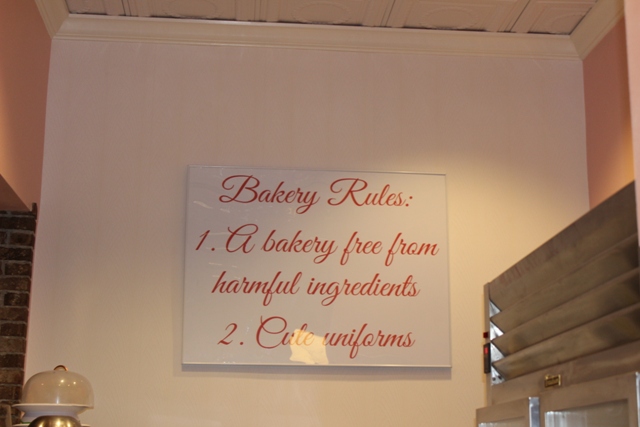 Bakery Rules:
1. A bakery free from
harmful ingredients
2. Cute uniforms